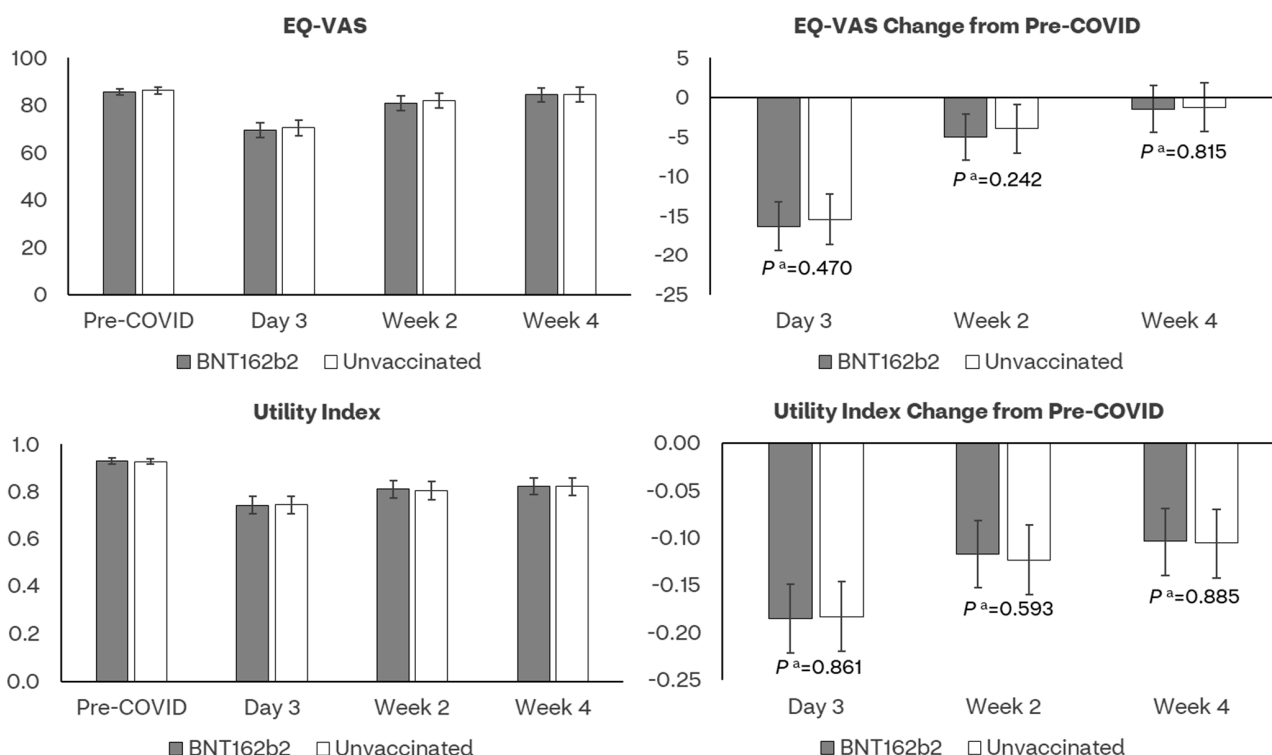 EQ-VAS
100
80
60
40
20
0
Pre-COVID Day 3 Week 2 Week 4
BNT162b2 Unvaccinated
EQ-VAS Change from Pre-COVID
5
0
-5
-10
-15
-20
-25
P a=0.470
P a=0.242
P a=0.815
Day 3 Week 2 Week 4
BNT162b2 Unvaccinated
Utility Index
1.0
0.8
0.6
0.4
0.2
0.0
Pre-COVID Day 3 Week 2 Week 4
BNT162b2 Unvaccinated
Utility Index Change from Pre-COVID
0.00
-0.05
-0.10
-0.15
-0.20
-0.25
P a=0.861
P a=0.593
P a=0.885
Day 3 Week 2 Week 4
BNT162b2 Unvaccinated